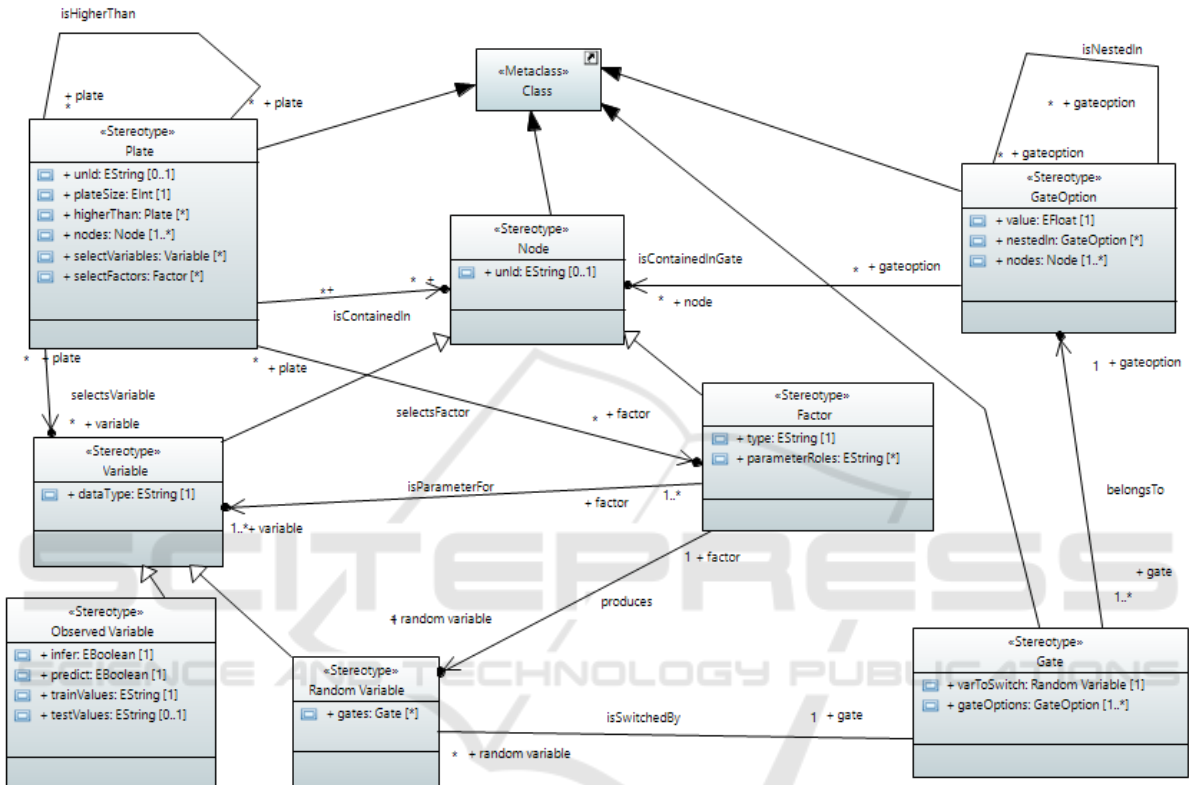 isHigherThan
+ plate
*
* + plate
«Stereotype»
Plate
+ unId: EString [0..1]
+ plateSize: EInt [1]
+ higherThan: Plate [*]
+ nodes: Node [1..*]
+ selectVariables: Variable [*]
+ selectFactors: Factor [*]
«Metaclass»
Class
isNestedIn
* + gateoption
* + gateoption
«Stereotype»
GateOption
+ value: EFloat [1]
+ nestedIn: GateOption [*]
+ nodes: Node [1..*]
«Stereotype»
Node
+ unId: EString [0..1]
isContainedInGate
* + gateoption
* + node
*+
* +
isContainedIn
* + plate
* + plate
selectsVariable
* + variable
selectsFactor
* + factor
1 + gateoption
«Stereotype»
Variable
+ dataType: EString [1]
«Stereotype»
Factor
+ type: EString [1]
+ parameterRoles: EString [*]
isParameterFor
+ factor
1..*
1..*+ variable
belongsTo
1 + factor
produces
+ random variable
+ gate
1..*
«Stereotype»
Observed Variable
+ infer: EBoolean [1]
+ predict: EBoolean [1]
+ trainValues: EString [1]
+ testValues: EString [0..1]
«Stereotype»
Random Variable
+ gates: Gate [*]
isSwitchedBy
1 + gate
* + random variable
«Stereotype»
Gate
+ varToSwitch: Random Variable [1]
+ gateOptions: GateOption [1..*]
SCITEPRESS
SCIENCE AND TECHNOLOGY PUBLICATIONS